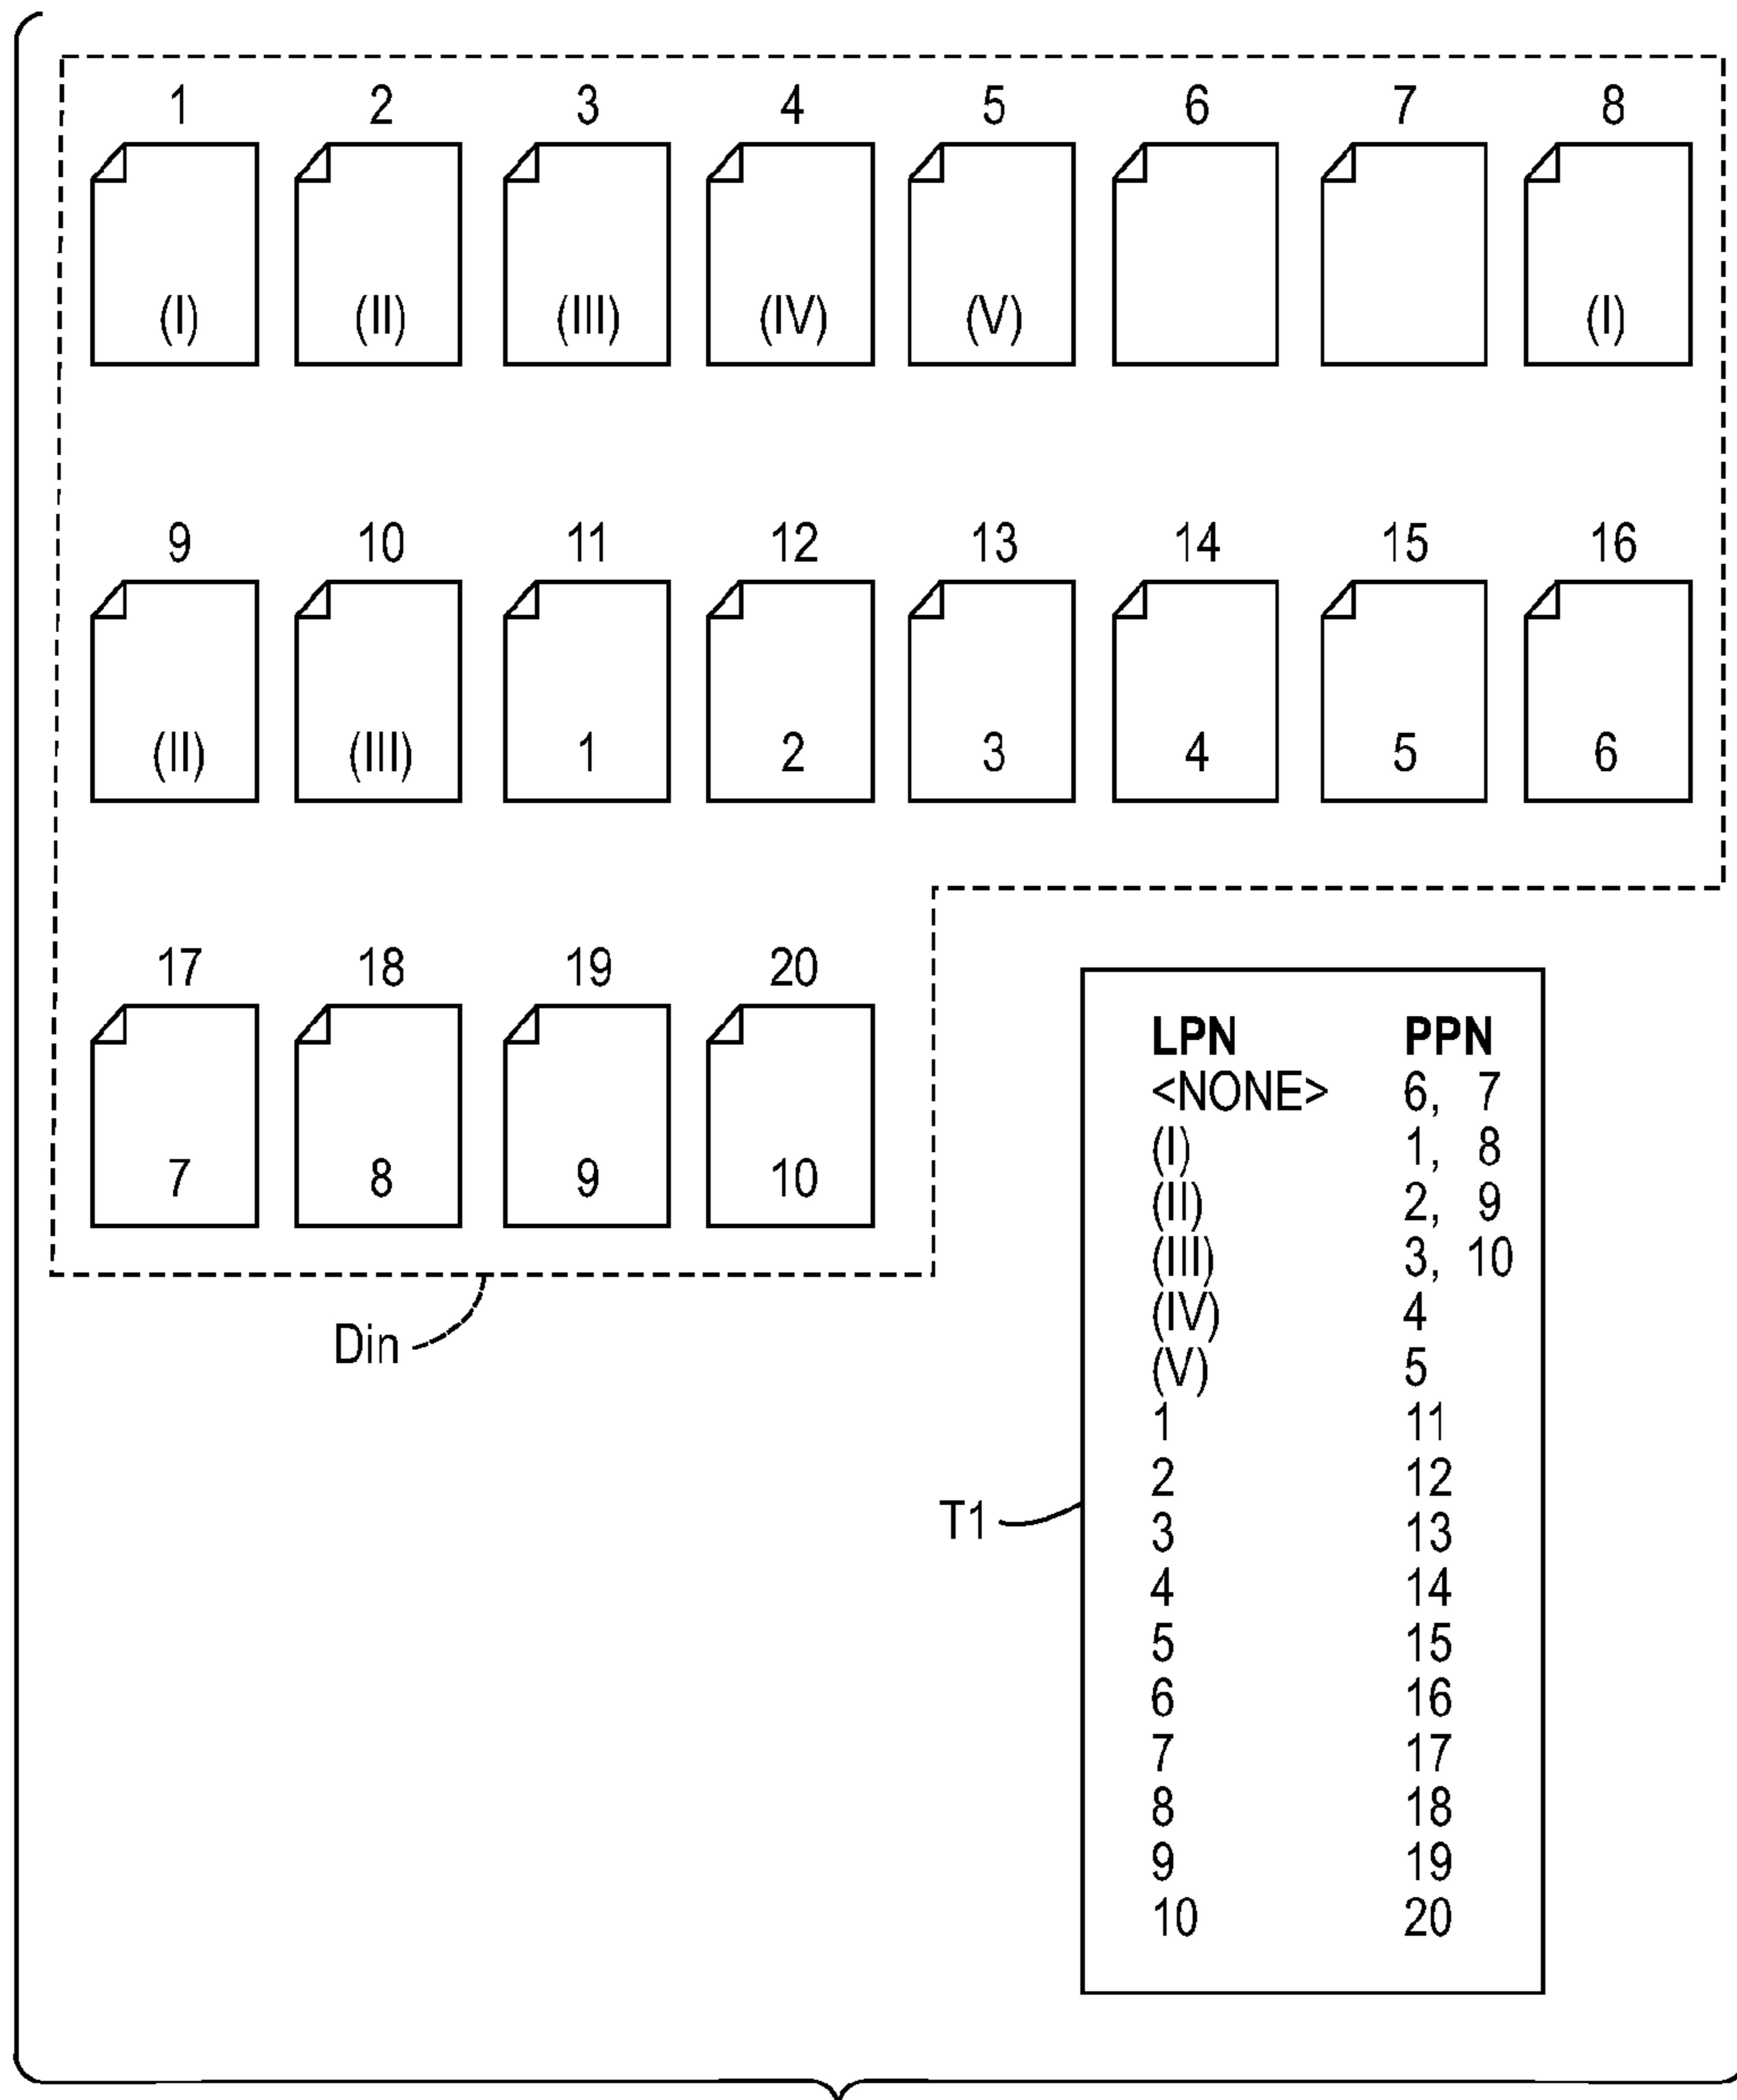 1 2 3 4 5 6 7 8
(I) (II) (III) (IV) (V) (I)
9 10 11 12 13 14 15 16
(II) (III) 1 2 3 4 5 6
17 18 19 20
7 8 9 10
Din
T1
LPN PPN
<NONE> 6, 7
(I) 1, 8
(II) 2, 9
(III) 3, 10
(IV) 4
(V) 5
1 11
2 12
3 13
4 14
5 15
6 16
7 17
8 18
9 19
10 20